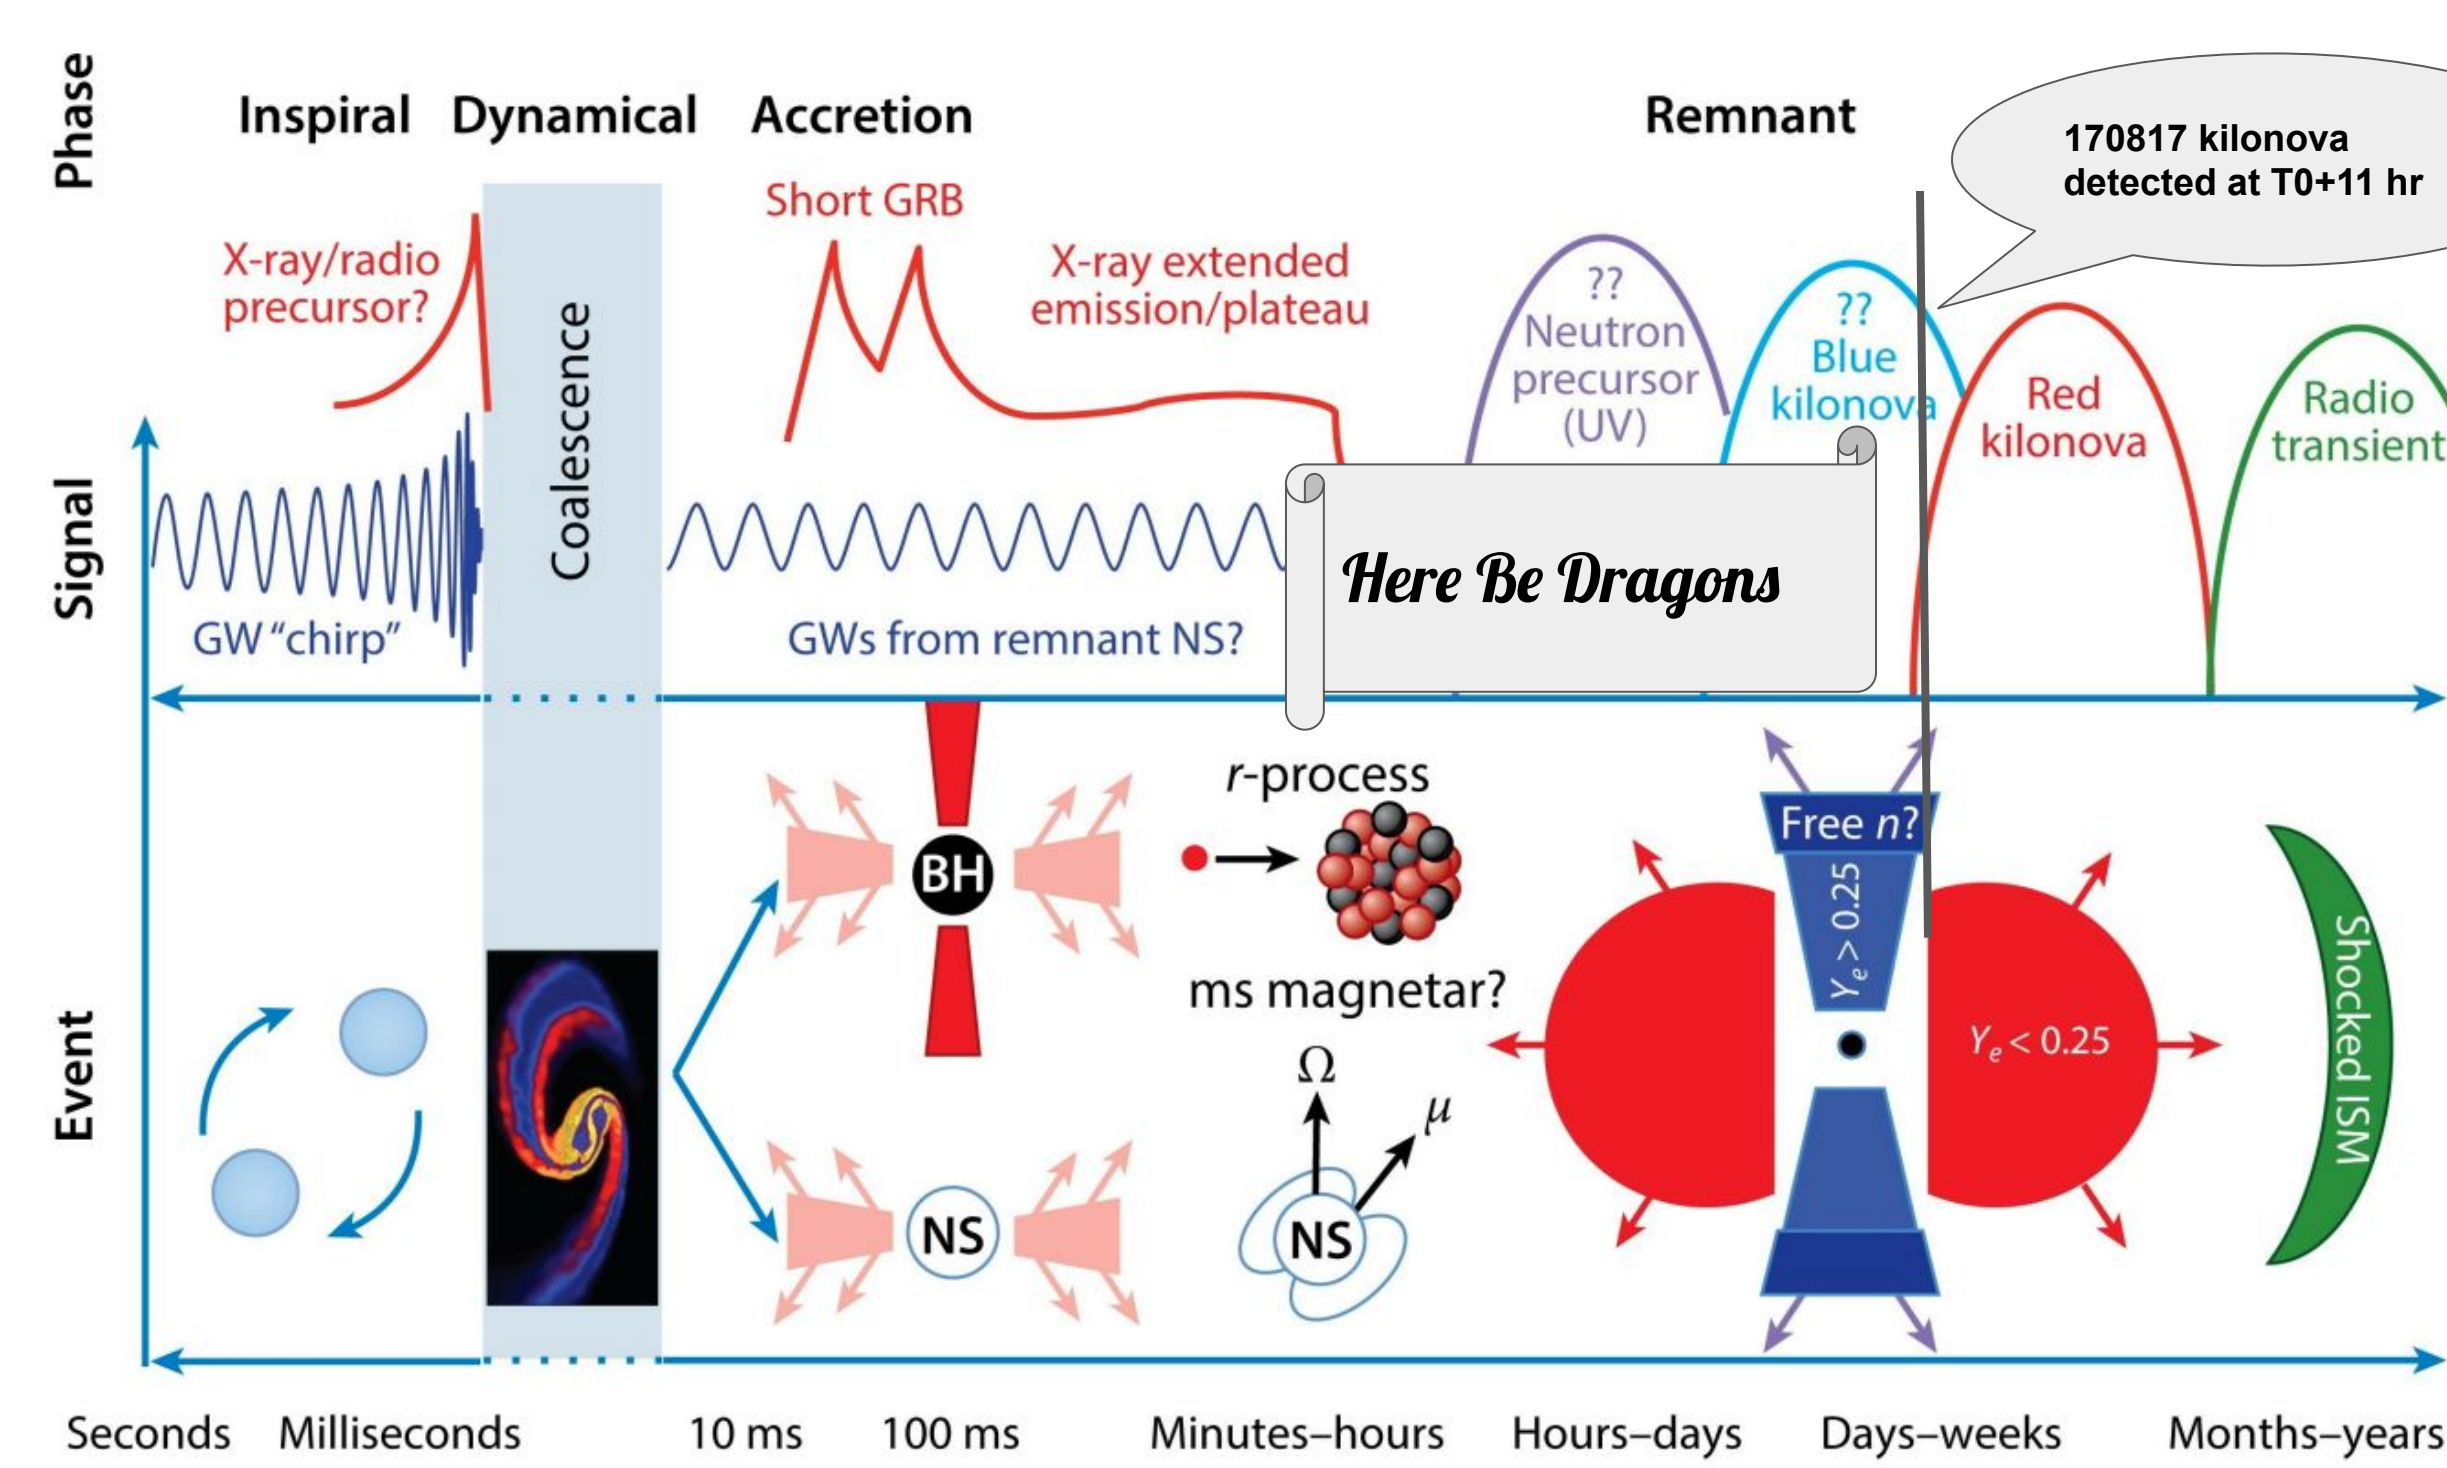 Phase
Inspiral
Dynamical
Accretion
Remnant
170817 kilonova
detected at T0+11 hr
Signal
X-ray/radio
precursor?
Coalescence
Short GRB
X-ray extended
emission/plateau
??
Neutron
precursor
(UV)
??
Blue
kilonova
Red
kilonova
Radio
transient
GW “chirp”
GWs from remnant NS?
Here Be Dragons
Event
BH
NS
r-process
ms magnetar?
Ω
μ
NS
Free n?
Ye > 0.25
Ye < 0.25
Shocked ISM
Seconds
Milliseconds
10 ms
100 ms
Minutes–hours
Hours–days
Days–weeks
Months–years